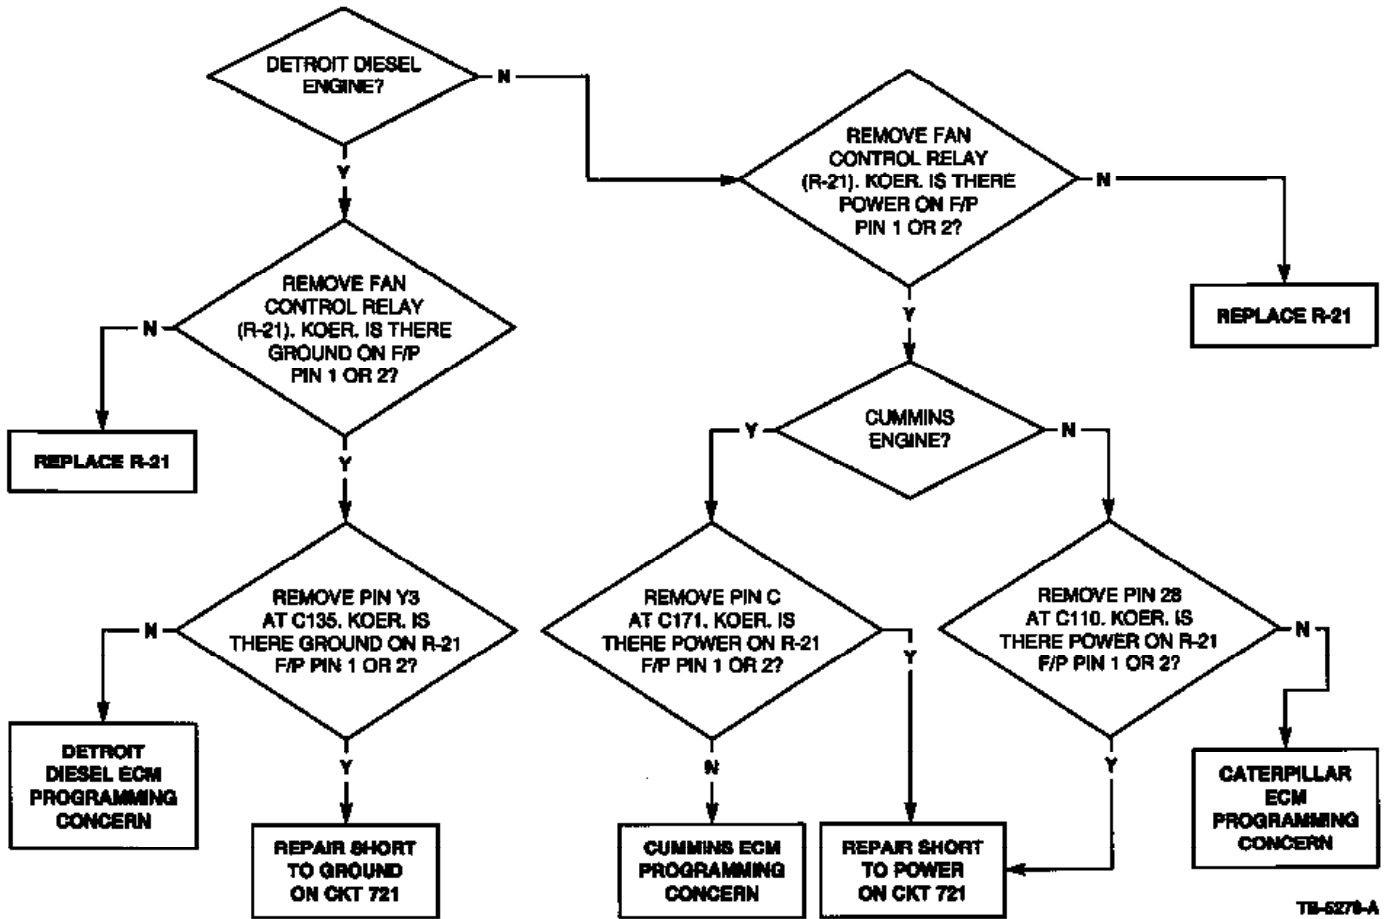 DETROIT DIESEL
ENGINE?
N
Y
REMOVE FAN
CONTROL RELAY
(R-21). KOER. IS THERE
POWER ON F/P
PIN 1 OR 2?
N
Y
REPLACE R-21
REMOVE FAN
CONTROL RELAY
(R-21). KOER. IS THERE
GROUND ON F/P
PIN 1 OR 2?
N
Y
REPLACE R-21
CUMMINS
ENGINE?
Y
N
REMOVE PIN Y3
AT C135. KOER. IS
THERE GROUND ON R-21
F/P PIN 1 OR 2?
N
Y
REMOVE PIN C
AT C171. KOER. IS
THERE POWER ON R-21
F/P PIN 1 OR 2?
Y
N
REMOVE PIN 28
AT C110. KOER. IS
THERE POWER ON R-21
F/P PIN 1 OR 2?
N
Y
DETROIT
DIESEL ECM
PROGRAMMING
CONCERN
REPAIR SHORT
TO GROUND
ON CKT 721
CUMMINS ECM
PROGRAMMING
CONCERN
REPAIR SHORT
TO POWER
ON CKT 721
CATERPILLAR
ECM
PROGRAMMING
CONCERN